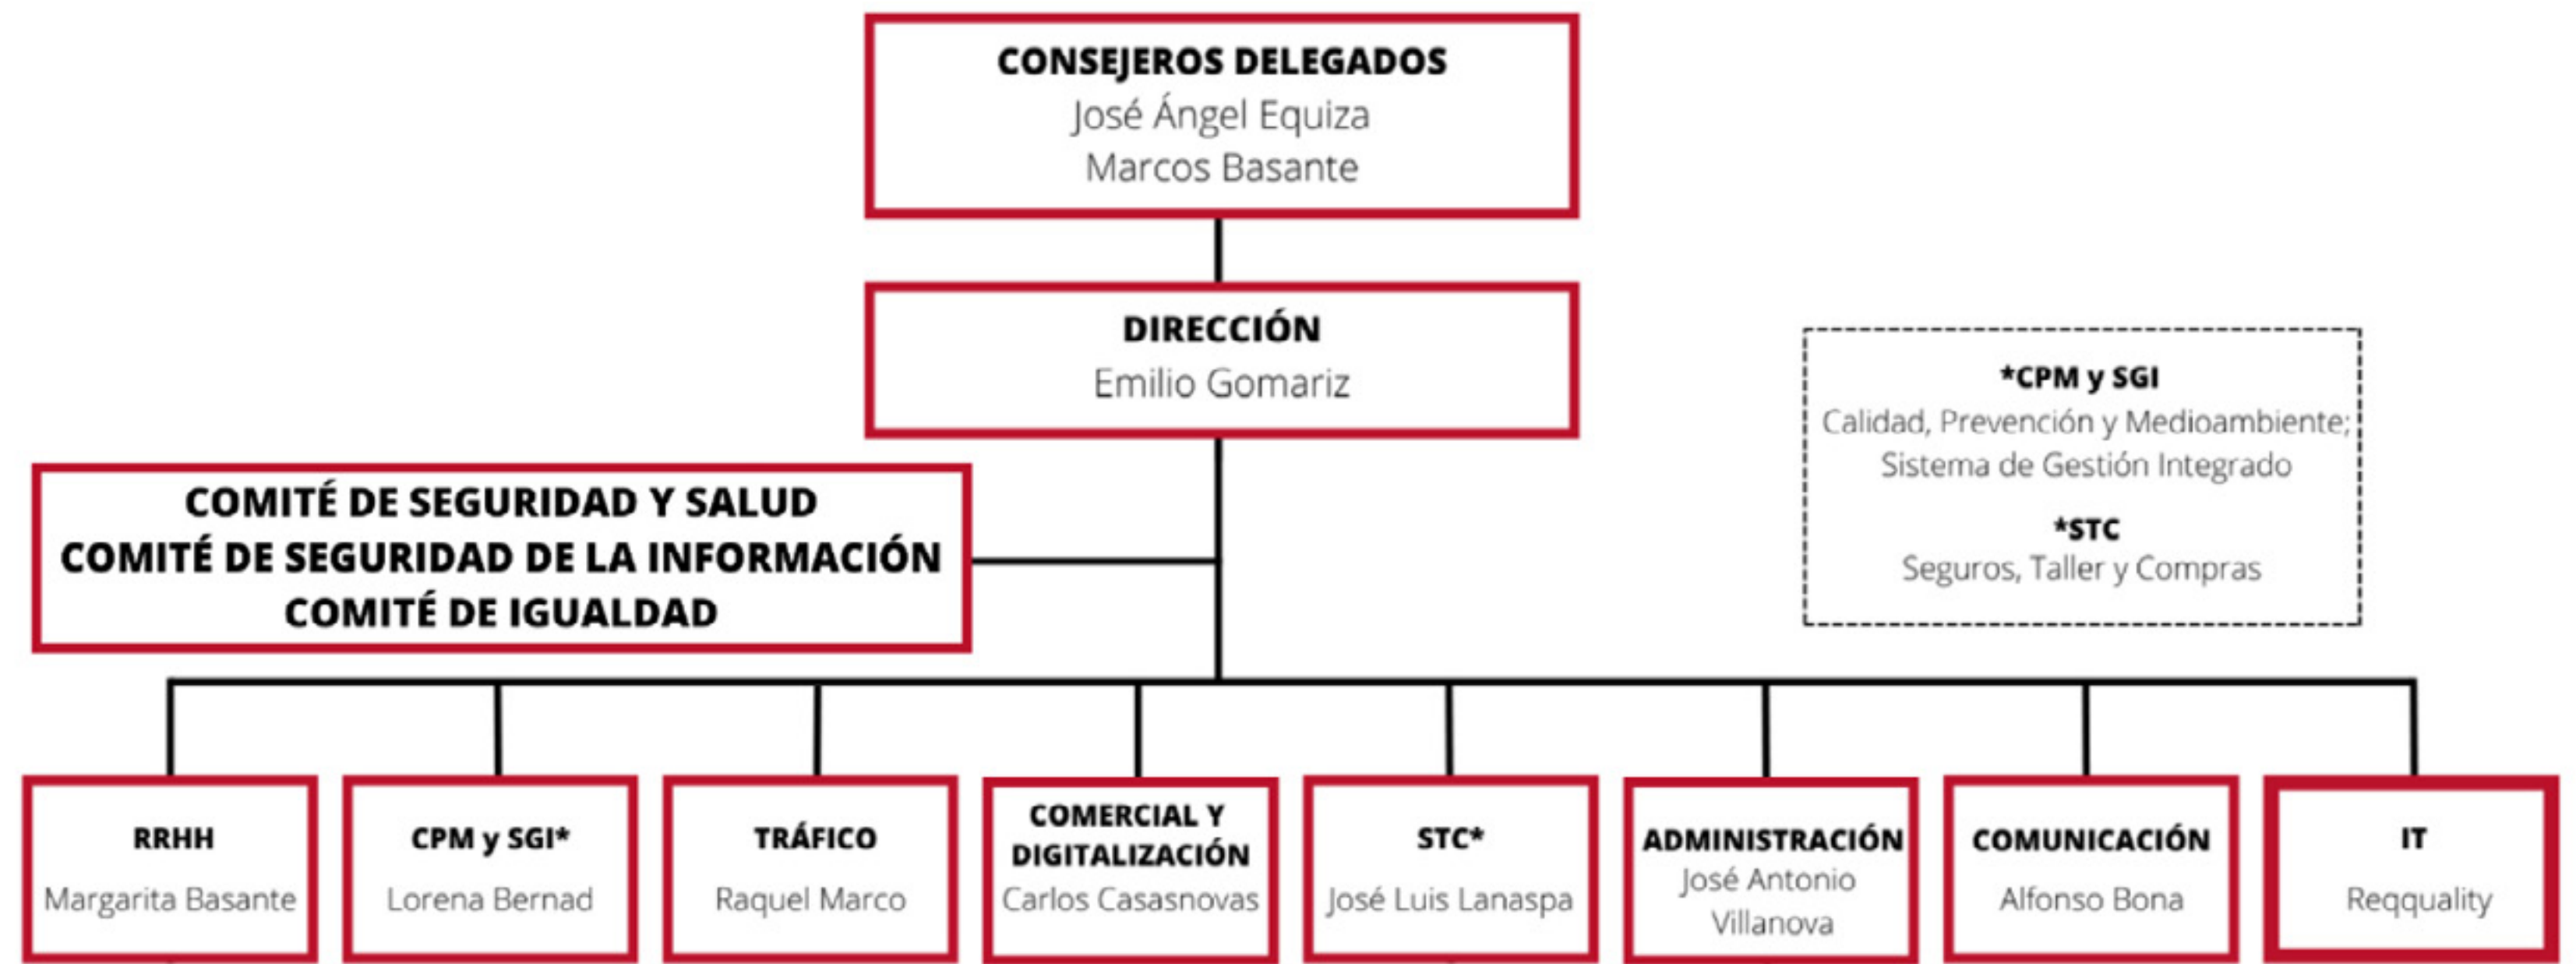 CONSEJEROS DELEGADOS
José Ángel Equiza
Marcos Basante
DIRECCIÓN
Emilio Gomariz
*CPM y SGI
Calidad, Prevención y Medioambiente;
Sistema de Gestión Integrado
*STC
Seguros, Taller y Compras
COMITÉ DE SEGURIDAD Y SALUD
COMITÉ DE SEGURIDAD DE LA INFORMACIÓN
COMITÉ DE IGUALDAD
RRHH
Margarita Basante
CPM y SGI*
Lorena Bernad
TRÁFICO
Raquel Marco
COMERCIAL Y
DIGITALIZACIÓN
Carlos Casasnovas
STC*
José Luis Lanaspa
ADMINISTRACIÓN
José Antonio
Villanova
COMUNICACIÓN
Alfonso Bona
IT
Reqquality